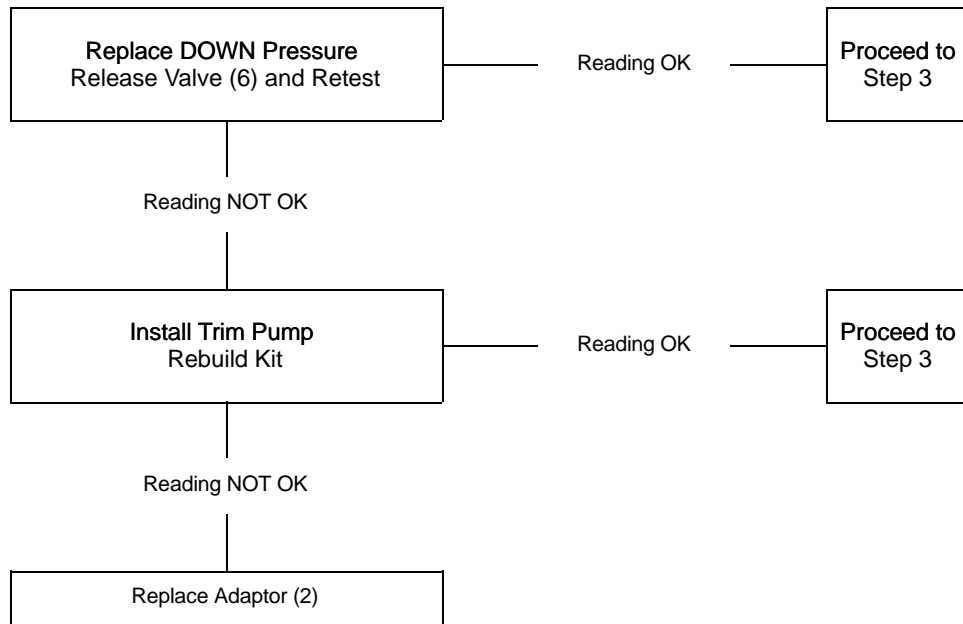 Replace DOWN Pressure
Release Valve (6) and Retest
Reading OK
Proceed to
Step 3
Reading NOT OK
Install Trim Pump
Rebuild Kit
Reading OK
Proceed to
Step 3
Reading NOT OK
Replace Adaptor (2)